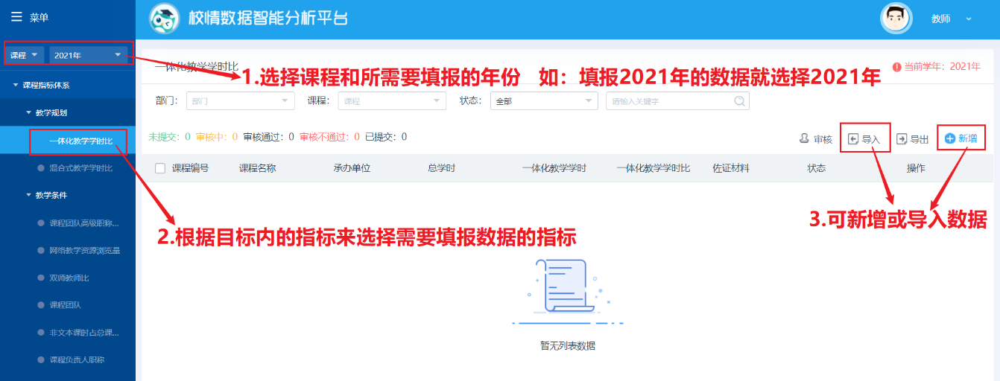 菜单
校情数据智能分析平台
教师
课程
2021年
一体化教学学时比
当前学年：2021年
1.选择课程和所需要填报的年份 如：填报2021年的数据就选择2021年
课程指标体系
部门：
部门
课程：
课程
状态：
全部
请输入关键字
教学规划
未提交：0 审核中：0 审核通过：0 审核不通过：0 已提交：0
审核
导入
导出
新增
一体化教学学时比
课程编号 课程名称 承办单位 总学时 一体化教学学时 一体化教学学时比 佐证材料 状态 操作
混合式教学学时比
教学条件
3.可新增或导入数据
课程团队高级职称...
2.根据目标内的指标来选择需要填报数据的指标
网络教学资源浏览量
双师教师比
课程团队
非文本课时占总课...
暂无列表数据
课程负责人职称